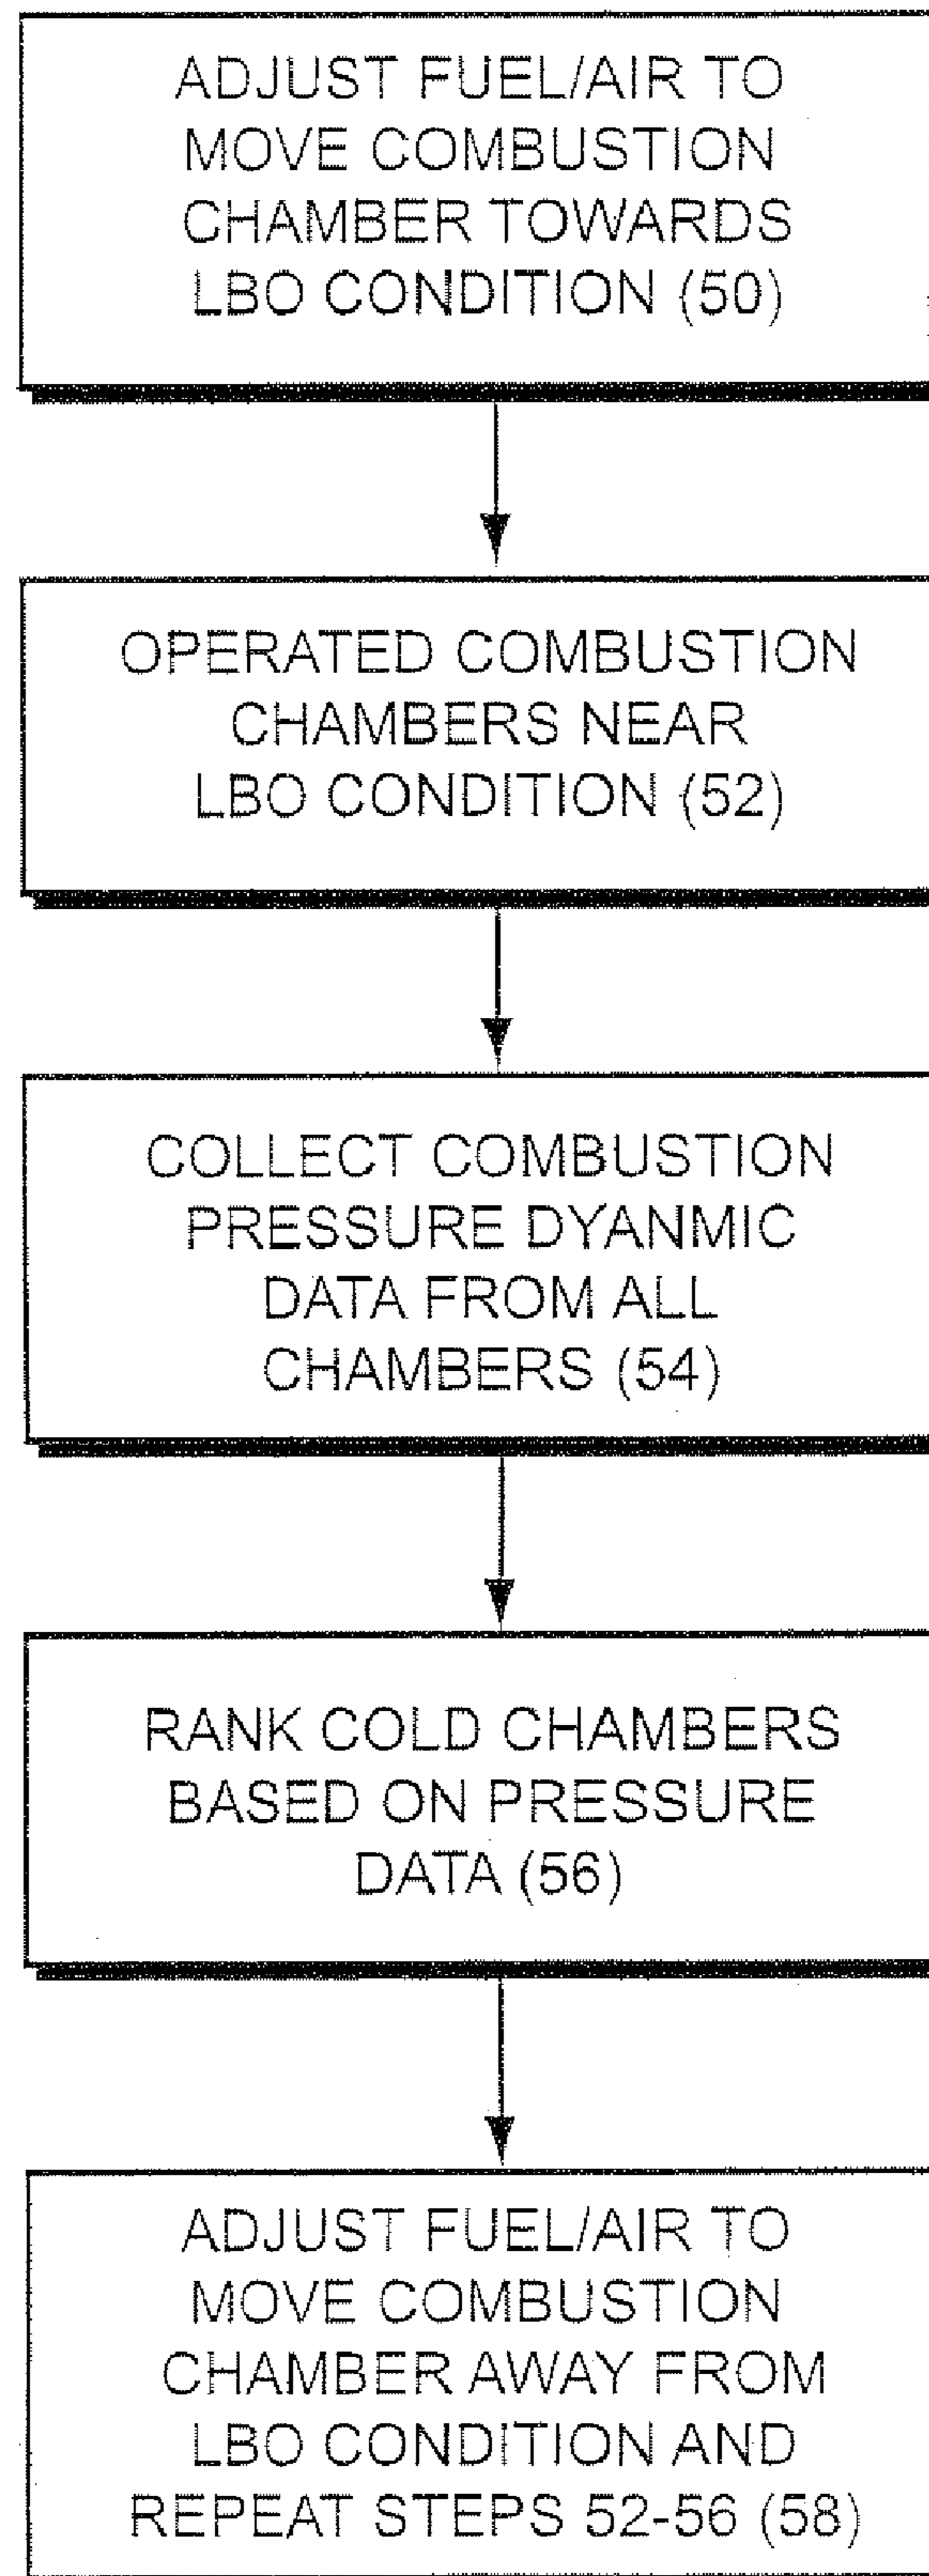 ADJUST FUEL/AIR TO
MOVE COMBUSTION
CHAMBER TOWARDS
LBO CONDITION (50)
OPERATED COMBUSTION
CHAMBERS NEAR
LBO CONDITION (52)
COLLECT COMBUSTION
PRESSURE DYANMIC
DATA FROM ALL
CHAMBERS (54)
RANK COLD CHAMBERS
BASED ON PRESSURE
DATA (56)
ADJUST FUEL/AIR TO
MOVE COMBUSTION
CHAMBER AWAY FROM
LBO CONDITION AND
REPEAT STEPS 52-56 (58)